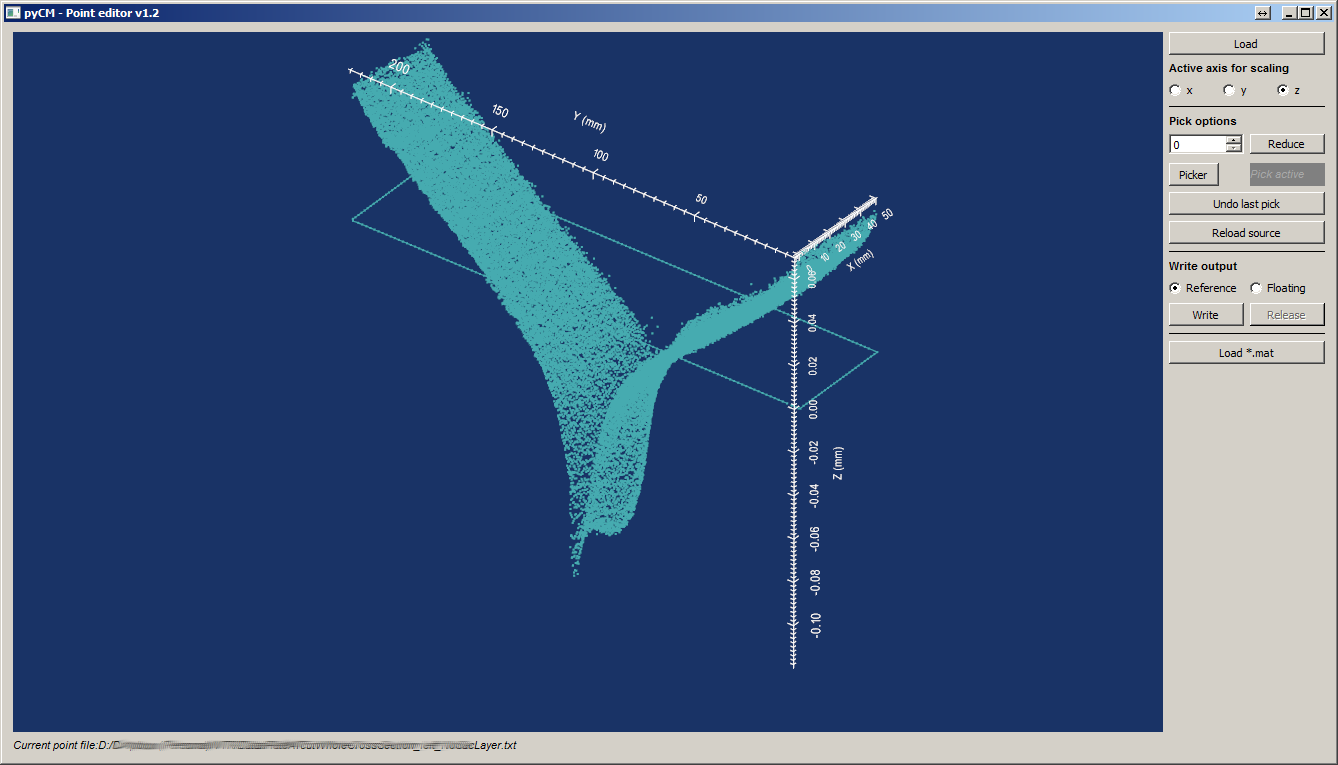 pyCM - Point editor v1.2
Load
Active axis for scaling
x y z
Pick options
0 Reduce
Picker Pick active
Undo last pick
Reload source
Write output
Reference Floating
Write Release
Load *.mat
200
150
Y (mm)
100
50
50
40
30
20
10
0
X (mm)
0.06
0.04
0.02
0.00
-0.02
Z (mm)
-0.04
-0.06
-0.08
-0.10
Current point file:D:/